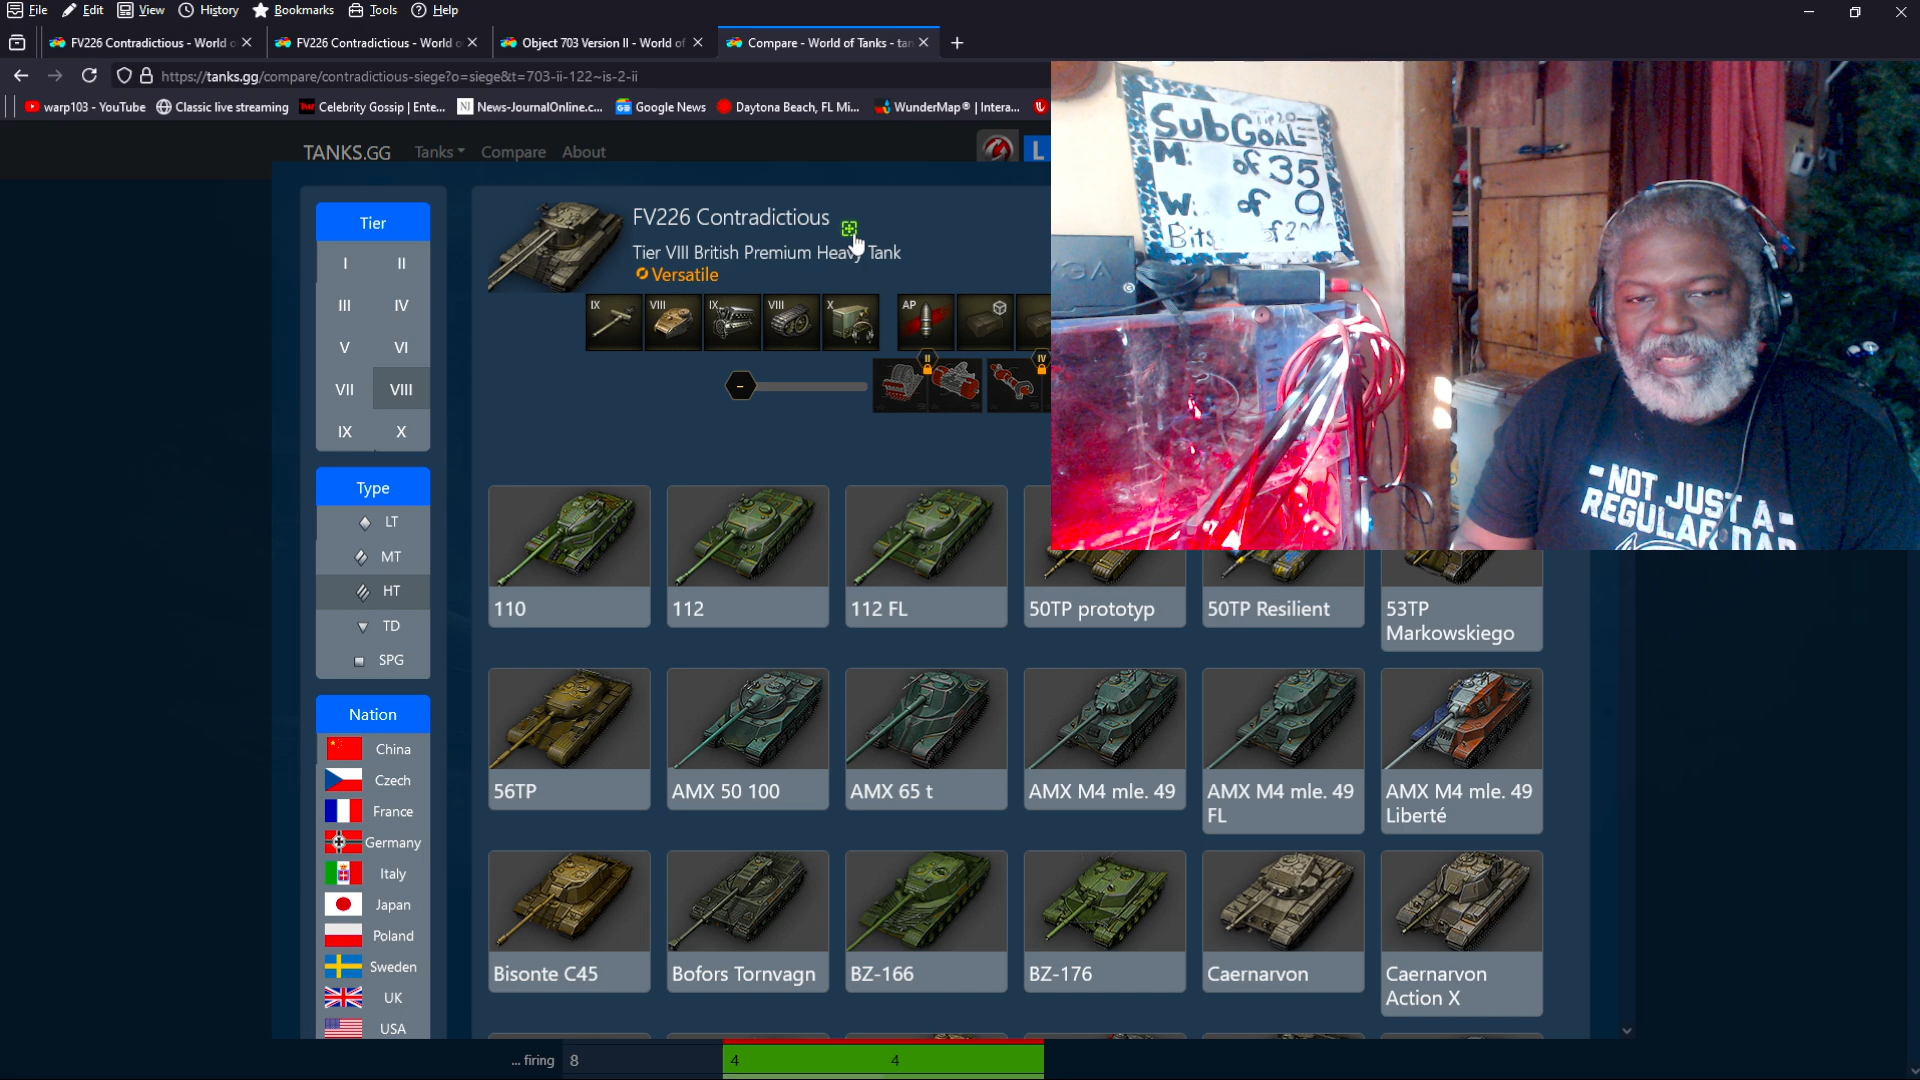 File Edit View History Bookmarks Tools Help
FV226 Contradictious - World o
FV226 Contradictious - World o
Object 703 Version II - World of
Compare - World of Tanks - tan
https://tanks.gg/compare/contradictious-siege?o=siege&t=703-ii-122~is-2-ii
warp103 - YouTube
Classic live streaming
Celebrity Gossip | Ente...
News-JournalOnline.c...
Google News
Daytona Beach, FL Mi...
WunderMap® | Intera...
TANKS.GG Tanks Compare About
L
Tier
I II
III IV
V VI
VII VIII
IX X
Type
LT
MT
HT
TD
SPG
Nation
China
Czech
France
Germany
Italy
Japan
Poland
Sweden
UK
USA
FV226 Contradictious
Tier VIII British Premium Heavy Tank
Versatile
IX VIII IX VIII X AP
II IV
110
112
112 FL
50TP prototyp
50TP Resilient
53TP
Markowskiego
56TP
AMX 50 100
AMX 65 t
AMX M4 mle. 49
AMX M4 mle. 49
FL
AMX M4 mle. 49
Liberté
Bisonte C45
Bofors Tornvagn
BZ-166
BZ-176
Caernarvon
Caernarvon
Action X
... firing 8 4 4
SubGOAL
M: of 35
W: of 9
Bits
-NOT JUST A-
REGULAR DAD